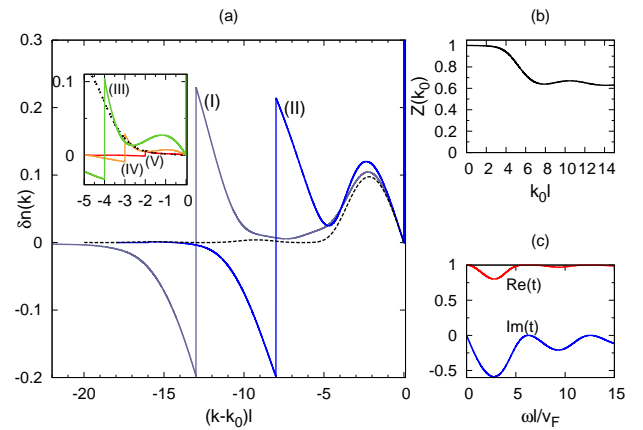 (a)
0.3
0.2
0.1
0
-0.1
-0.2
δn(k)
-20
-15
-10
-5
0
(k-k0)l
(I)
(II)
0.1
0
-5
-4
-3
-2
-1
0
(III)
(IV)
(V)
(b)
1
0.8
0.6
0.4
0.2
0
Z(k0)
0
2
4
6
8
10
12
14
k0l
(c)
1
0.5
0
-0.5
Re(t)
Im(t)
0
5
10
15
ωl/vF